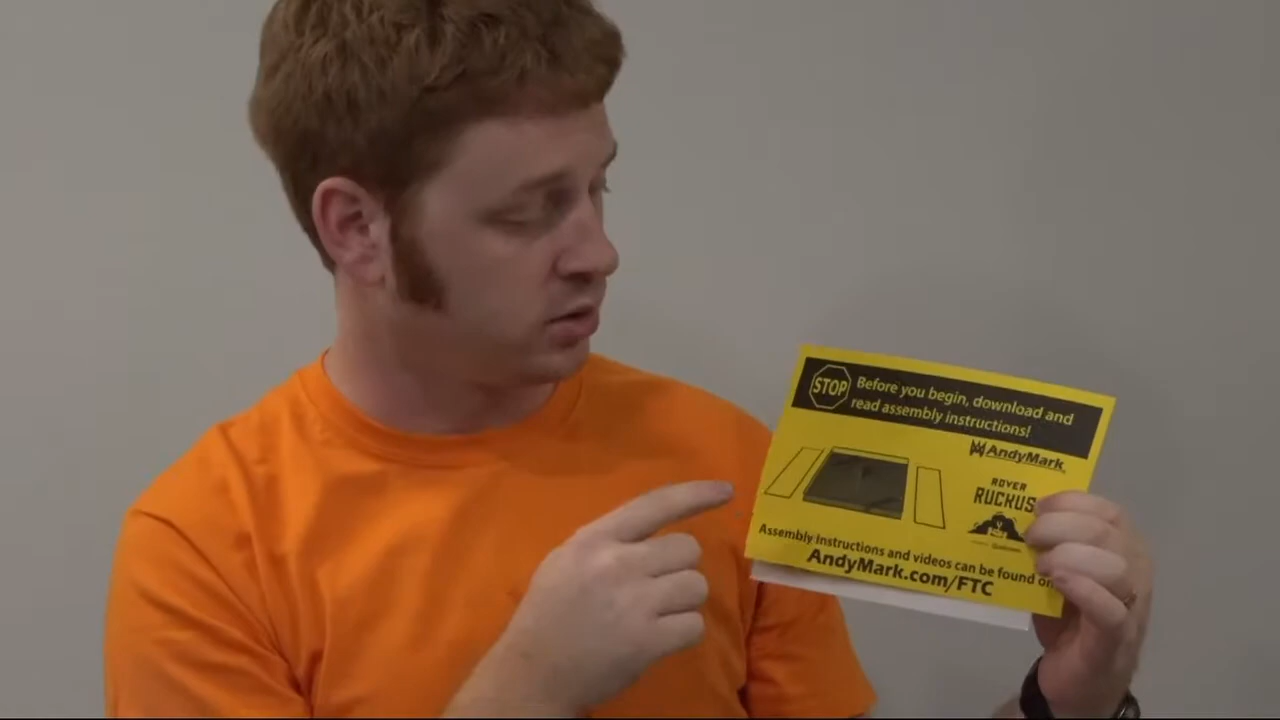 STOP
Before you begin, download and
read assembly instructions!
AndyMark
ROVER
RUCKUS
Assembly instructions and videos can be found on
AndyMark.com/FTC